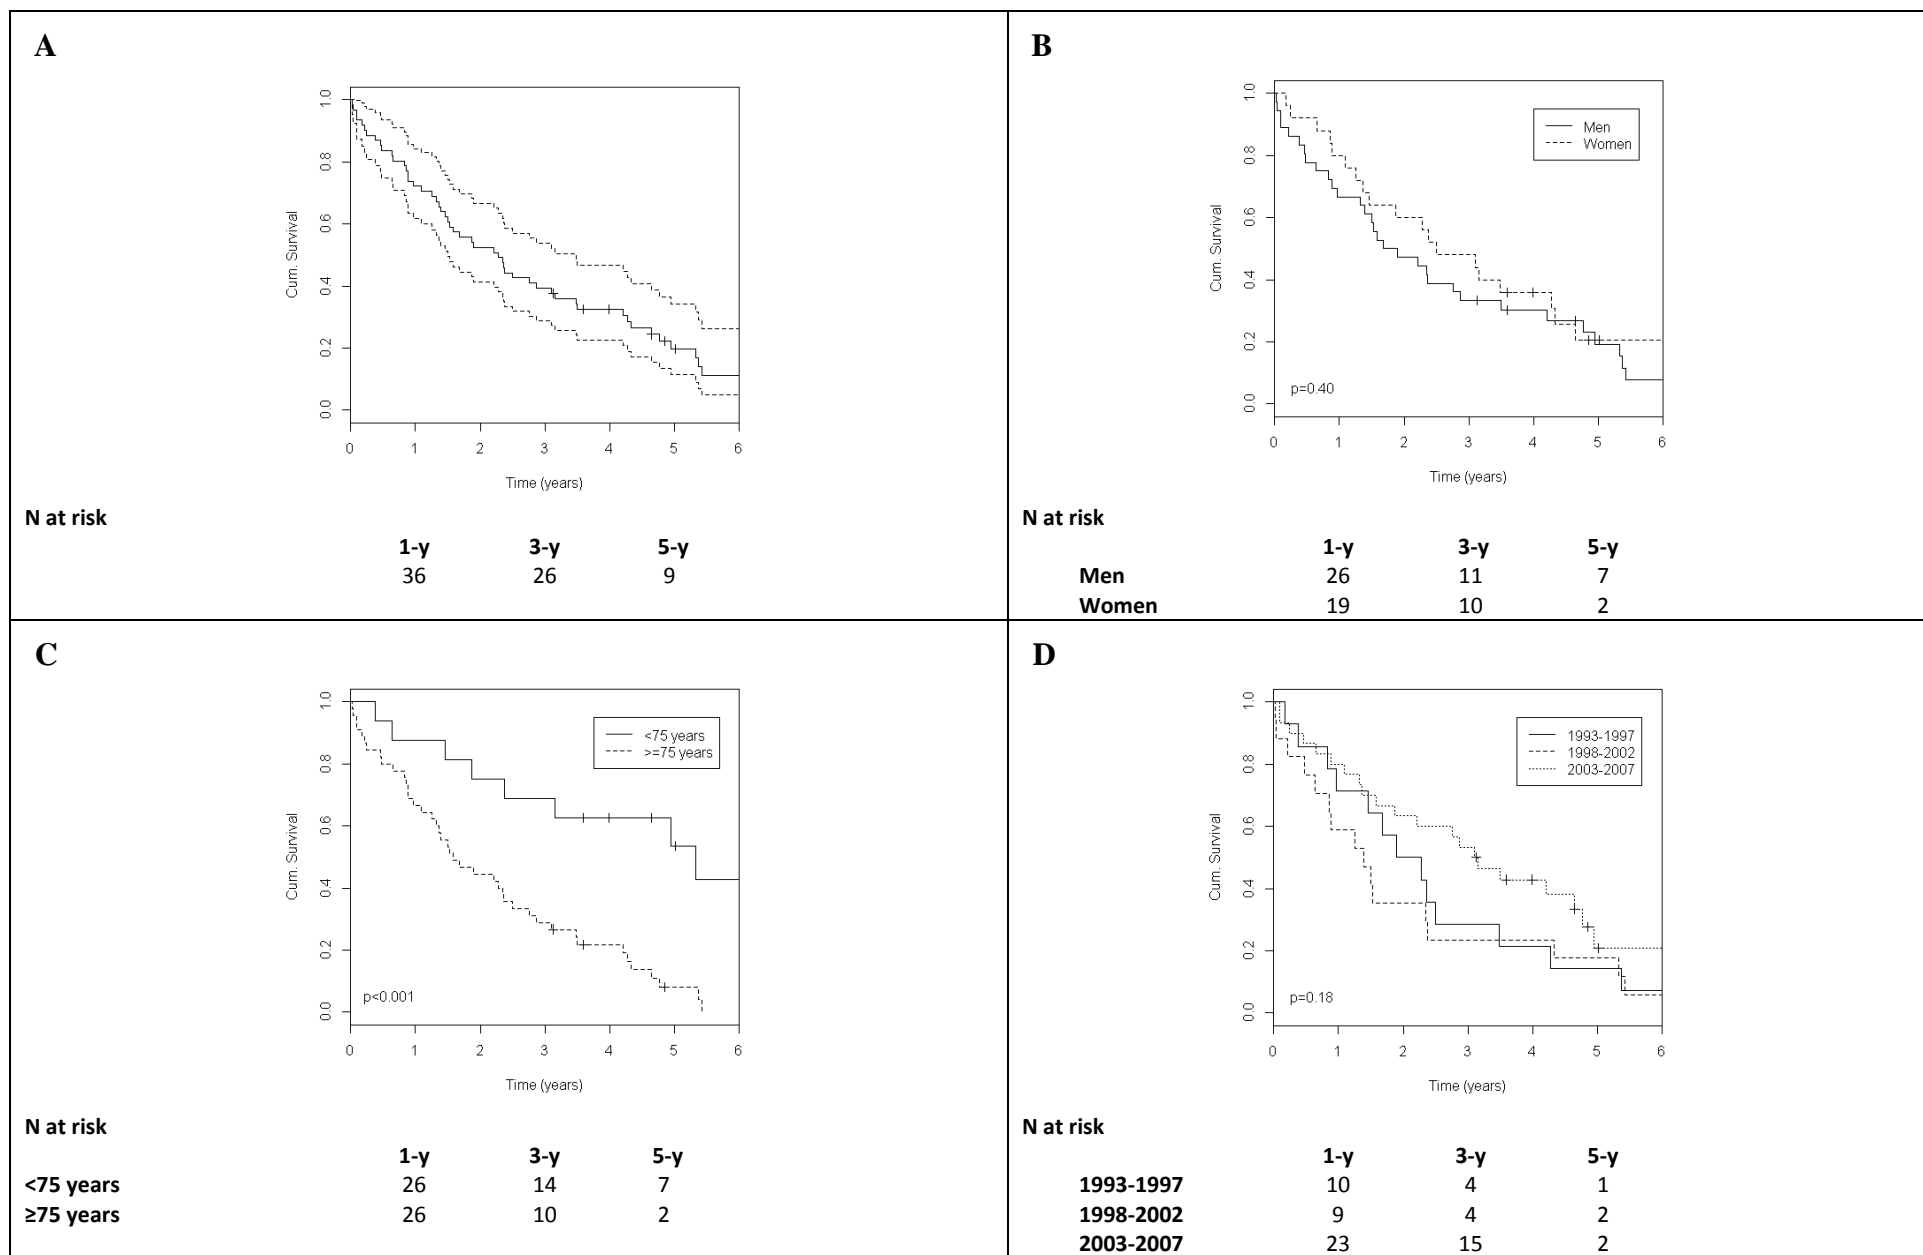 A
Cum. Survival
1.0
0.8
0.6
0.4
0.2
0.0
0 1 2 3 4 5 6
Time (years)
N at risk
1-y 3-y 5-y
36 26 9
B
Cum. Survival
1.0
0.8
0.6
0.4
0.2
0.0
Men
Women
p=0.40
0 1 2 3 4 5 6
Time (years)
N at risk
1-y 3-y 5-y
Men 26 11 7
Women 19 10 2
C
Cum. Survival
1.0
0.8
0.6
0.4
0.2
0.0
<75 years
>=75 years
p<0.001
0 1 2 3 4 5 6
Time (years)
N at risk
1-y 3-y 5-y
<75 years 26 14 7
≥75 years 26 10 2
D
Cum. Survival
1.0
0.8
0.6
0.4
0.2
0.0
1993-1997
1998-2002
2003-2007
p=0.18
0 1 2 3 4 5 6
Time (years)
N at risk
1-y 3-y 5-y
1993-1997 10 4 1
1998-2002 9 4 2
2003-2007 23 15 2